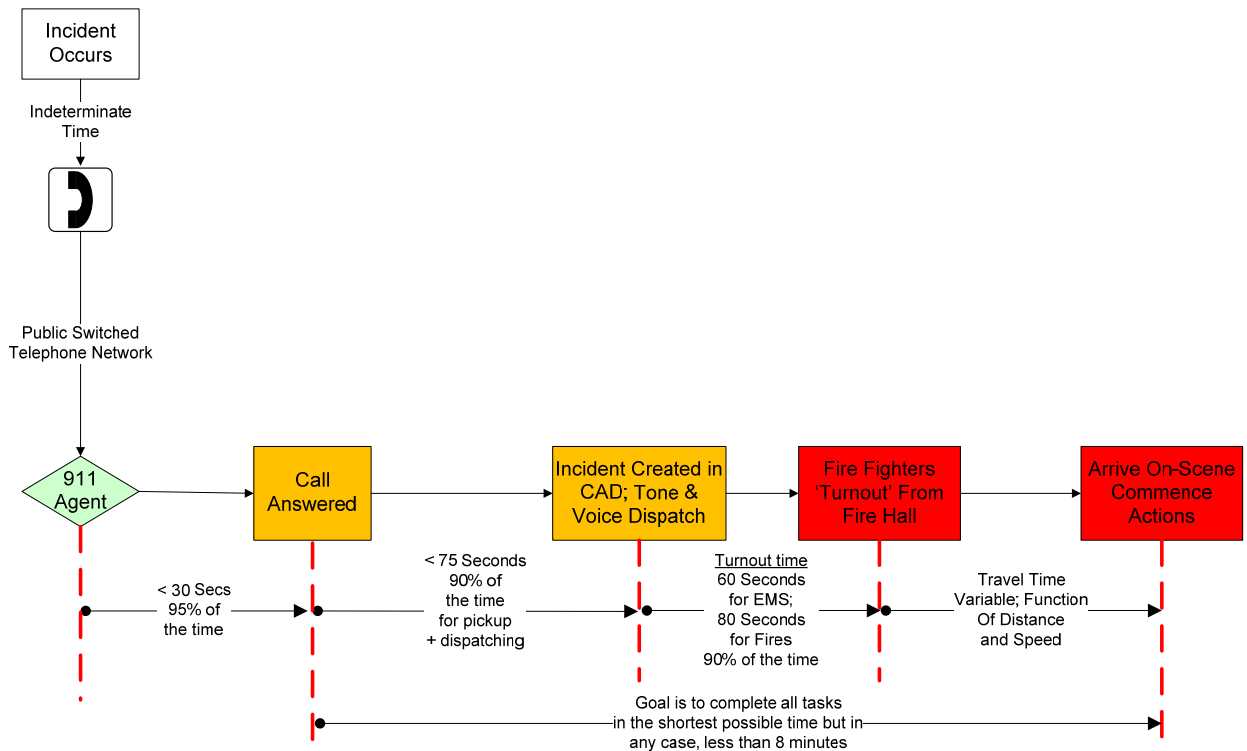 Incident
Occurs
Indeterminate
Time
Public Switched
Telephone Network
911
Agent
Call
Answered
Incident Created in
CAD; Tone &
Voice Dispatch
Fire Fighters
‘Turnout’ From
Fire Hall
Arrive On-Scene
Commence
Actions
< 30 Secs
95% of
the time
< 75 Seconds
90% of
the time
for pickup
+ dispatching
Turnout time
60 Seconds
for EMS;
80 Seconds
for Fires
90% of the time
Travel Time
Variable; Function
Of Distance
and Speed
Goal is to complete all tasks
in the shortest possible time but in
any case, less than 8 minutes